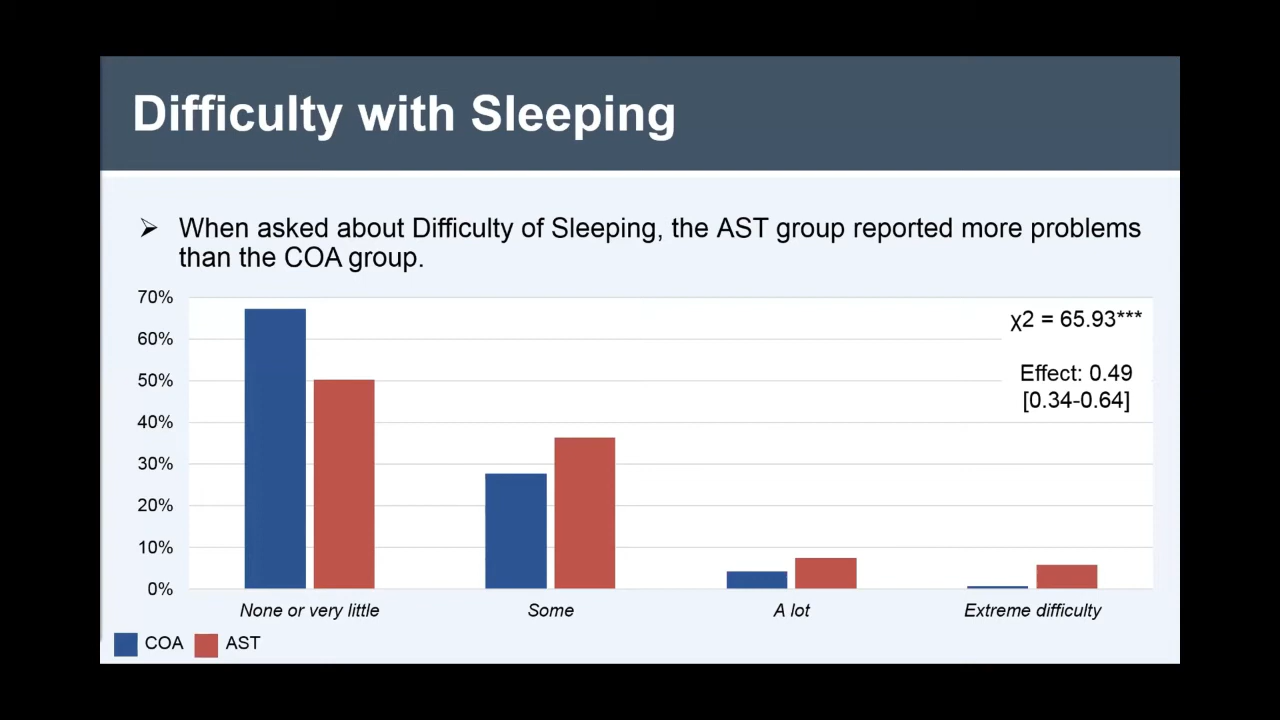 Difficulty with Sleeping
➢ When asked about Difficulty of Sleeping, the AST group reported more problems
than the COA group.
70%
60%
50%
40%
30%
20%
10%
0%
χ2 = 65.93***
Effect: 0.49
[0.34-0.64]
None or very little
Some
A lot
Extreme difficulty
COA
AST